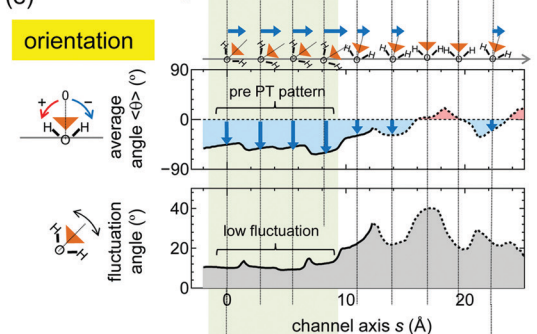 orientation
+ 0 −
H H
O
average
angle <θ> (°)
90
0
−90
pre PT pattern
fluctuation
angle (°)
40
20
0
low fluctuation
0 10 20
channel axis s (Å)